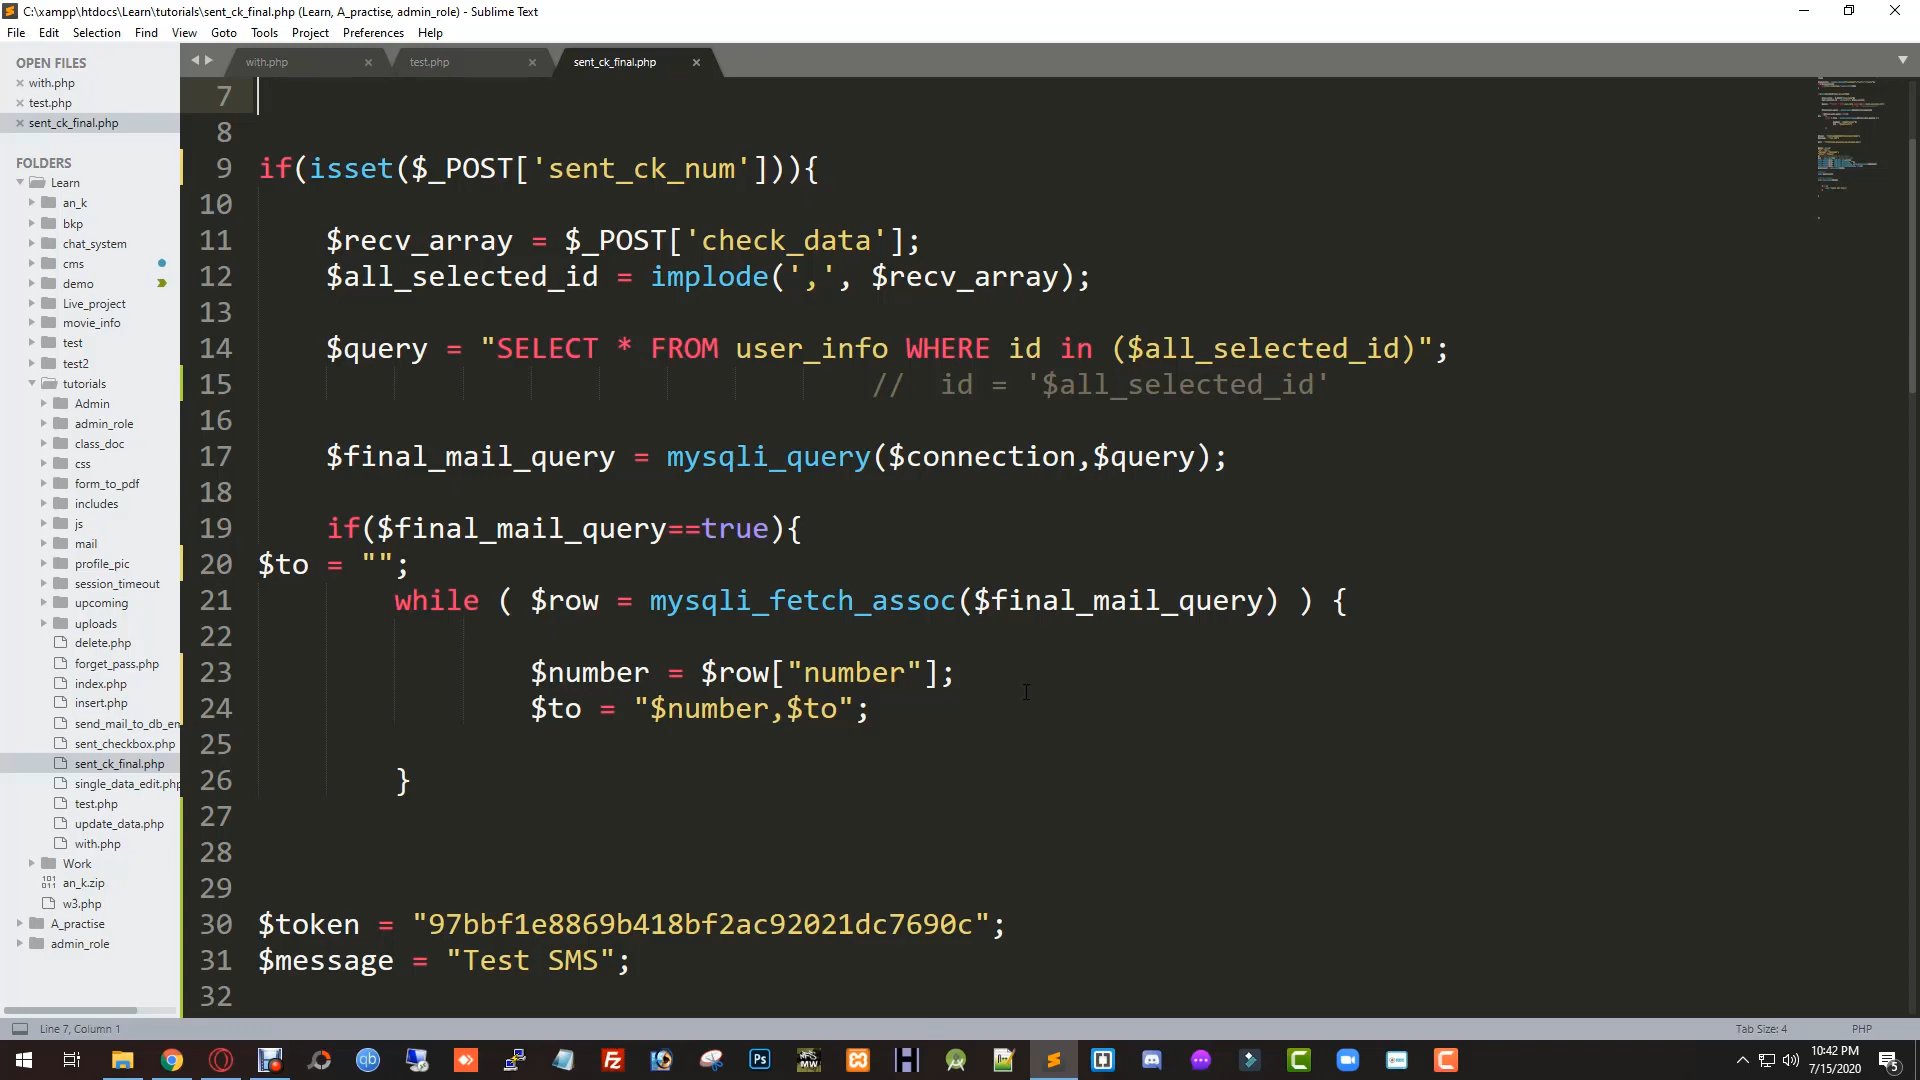 C:\xampp\htdocs\Learn\tutorials\sent_ck_final.php (Learn, A_practise, admin_role) - Sublime Text
File Edit Selection Find View Goto Tools Project Preferences Help
OPEN FILES
with.php
test.php
sent_ck_final.php
FOLDERS
Learn
an_k
bkp
chat_system
cms
demo
Live_project
movie_info
test
test2
tutorials
Admin
admin_role
class_doc
css
form_to_pdf
includes
js
mail
profile_pic
session_timeout
upcoming
uploads
delete.php
forget_pass.php
index.php
insert.php
send_mail_to_db_en
sent_checkbox.php
sent_ck_final.php
single_data_edit.php
test.php
update_data.php
with.php
Work
an_k.zip
w3.php
A_practise
admin_role
with.php test.php sent_ck_final.php
7
8
9 if(isset($_POST['sent_ck_num'])){
10
11 $recv_array = $_POST['check_data'];
12 $all_selected_id = implode(',', $recv_array);
13
14 $query = "SELECT * FROM user_info WHERE id in ($all_selected_id)";
15 // id = '$all_selected_id'
16
17 $final_mail_query = mysqli_query($connection,$query);
18
19 if($final_mail_query==true){
20 $to = "";
21 while ( $row = mysqli_fetch_assoc($final_mail_query) ) {
22
23 $number = $row["number"];
24 $to = "$number,$to";
25
26 }
27
28
29
30 $token = "97bbf1e8869b418bf2ac92021dc7690c";
31 $message = "Test SMS";
32
Line 7, Column 1 Tab Size: 4 PHP
10:42 PM
7/15/2020
5